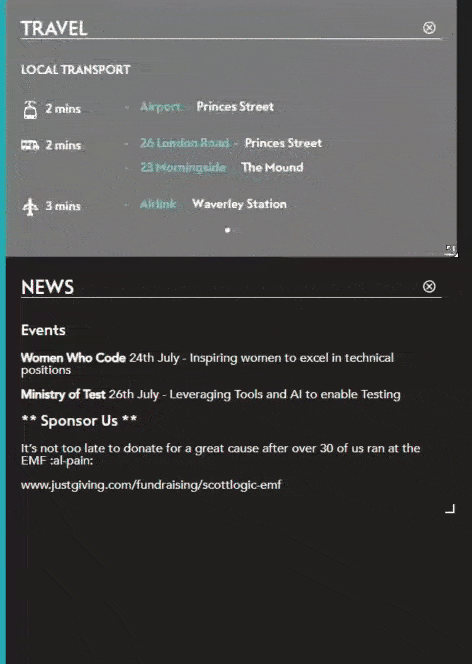 TRAVEL
LOCAL TRANSPORT
2 mins - Airport - Princes Street
2 mins - 26 London Road - Princes Street
- 23 Morningside - The Mound
3 mins - Airlink - Waverley Station
NEWS
Events
Women Who Code 24th July - Inspiring women to excel in technical
positions
Ministry of Test 26th July - Leveraging Tools and AI to enable Testing
** Sponsor Us **
It's not too late to donate for a great cause after over 30 of us ran at the
EMF :al-pain:
www.justgiving.com/fundraising/scottlogic-emf